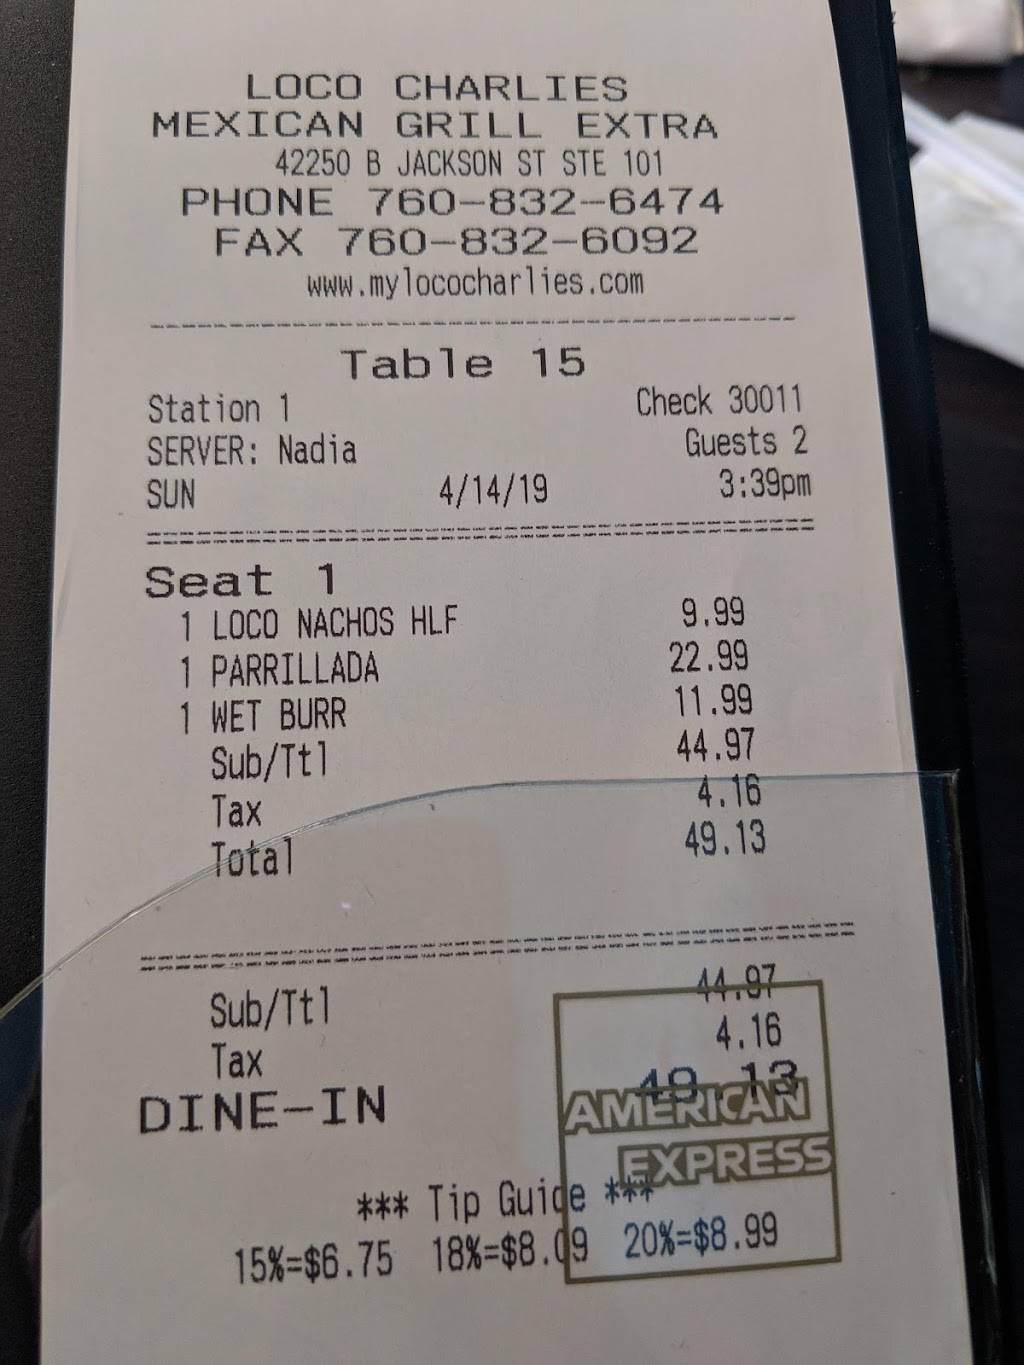 LOCO CHARLIES
MEXICAN GRILL EXTRA
42250 B JACKSON ST STE 101
PHONE 760-832-6474
FAX 760-832-6092
www.mylococharlies.com
Table 15
Station 1 Check 30011
SERVER: Nadia Guests 2
SUN 4/14/19 3:39pm
Seat 1
1 LOCO NACHOS HLF 9.99
1 PARRILLADA 22.99
1 WET BURR 11.99
Sub/Ttl 44.97
Tax 4.16
Total 49.13
Sub/Ttl 44.97
Tax 4.16
DINE-IN 49.13
AMERICAN
EXPRESS
*** Tip Guide ***
15%=$6.75 18%=$8.09 20%=$8.99